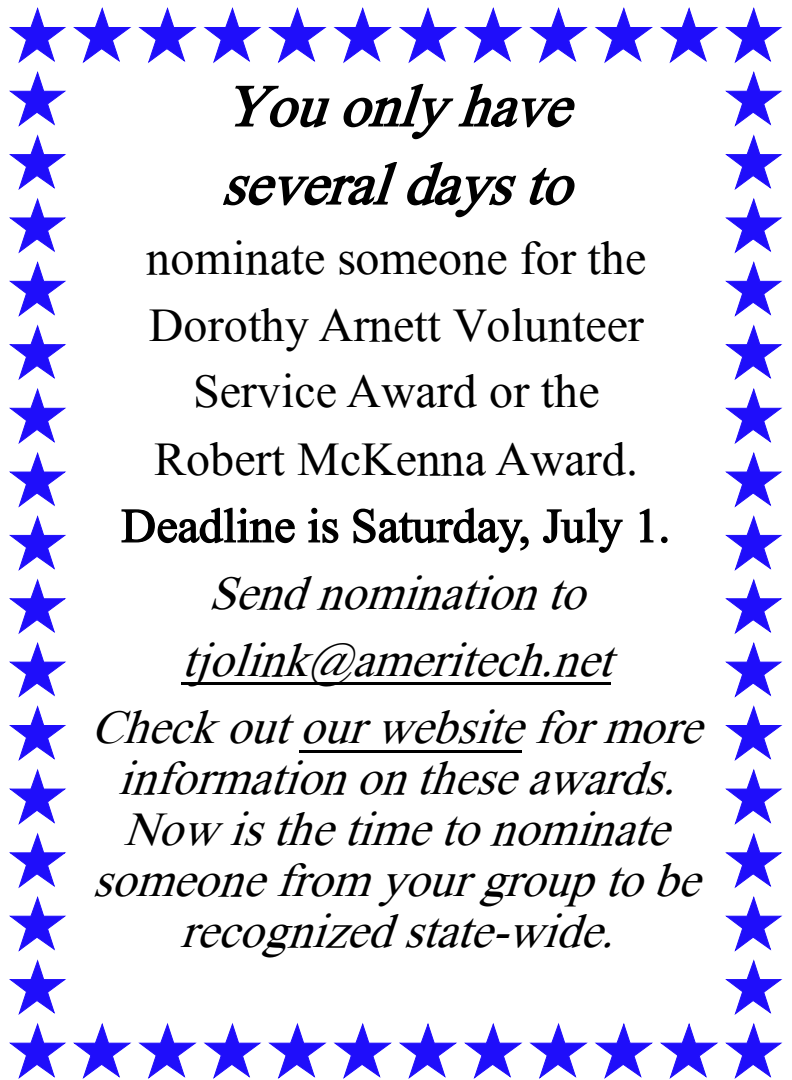 You only have
several days to
nominate someone for the
Dorothy Arnett Volunteer
Service Award or the
Robert McKenna Award.
Deadline is Saturday, July 1.
Send nomination to
tjolink@ameritech.net
Check out our website for more
information on these awards.
Now is the time to nominate
someone from your group to be
recognized state-wide.